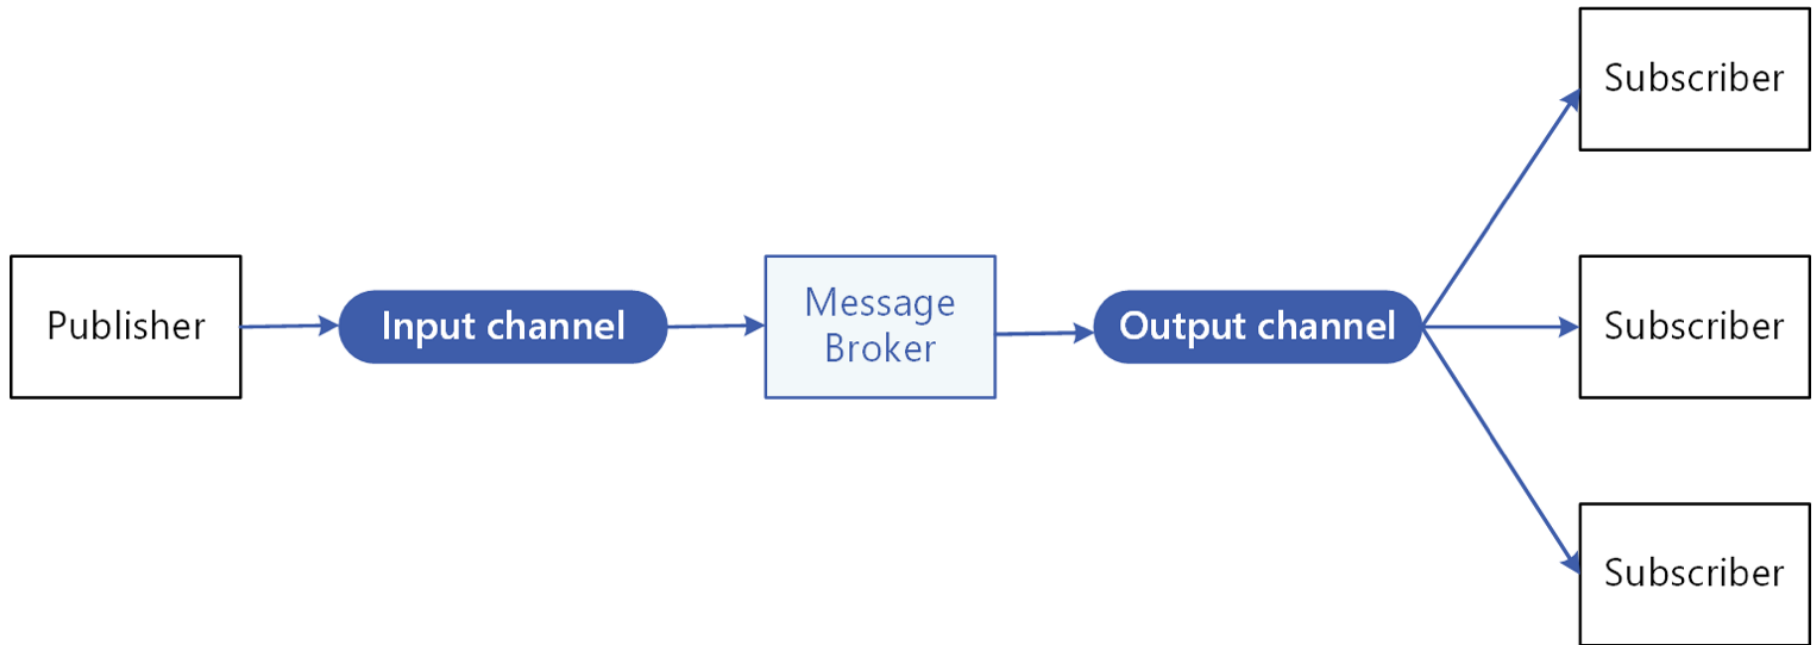 Subscriber
Publisher
Input channel
Message
Broker
Output channel
Subscriber
Subscriber